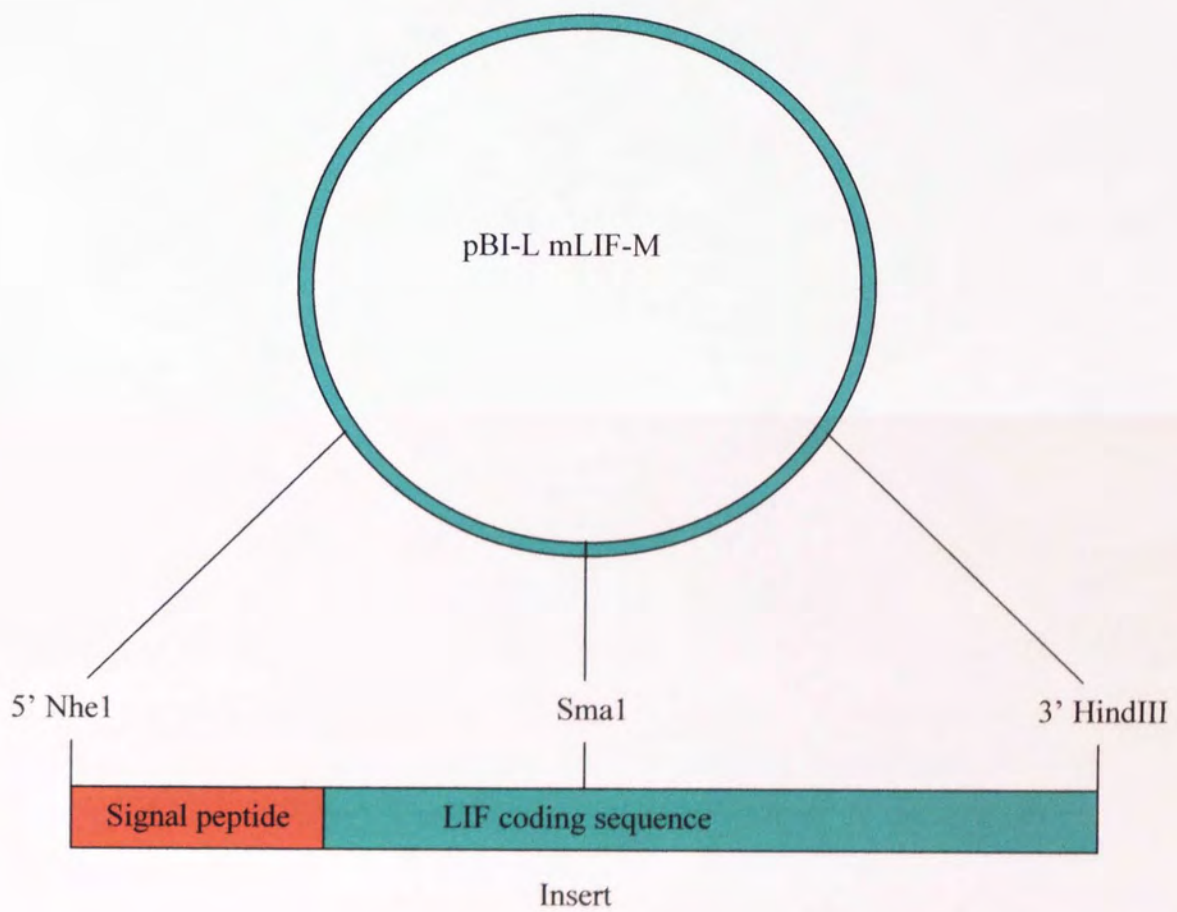 pBI-L mLIF-M
5’ Nhe1
Sma1
3’ HindIII
Signal peptide
LIF coding sequence
Insert